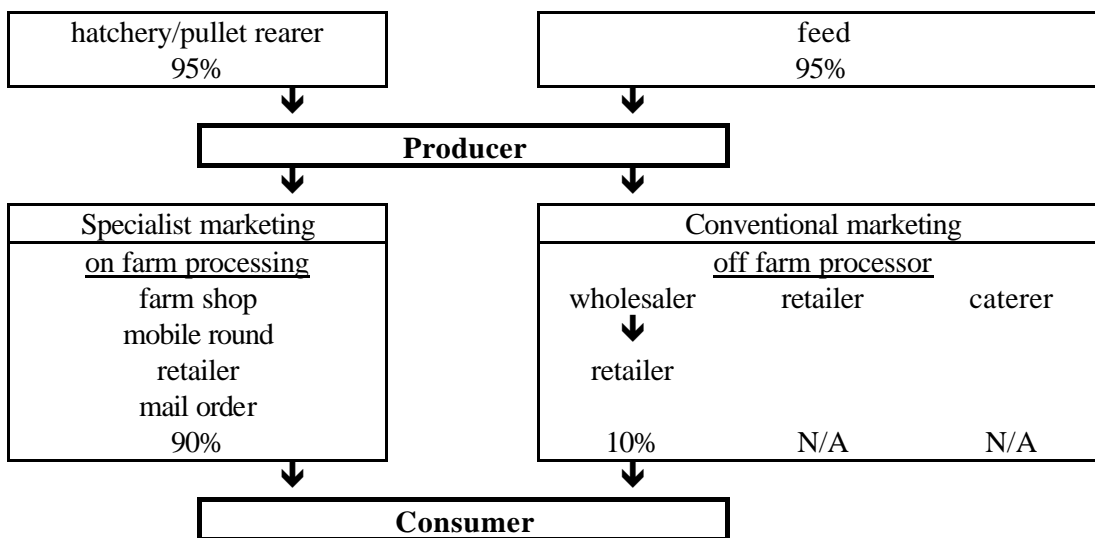 hatchery/pullet rearer
95%
feed
95%
Producer
Specialist marketing
on farm processing
farm shop
mobile round
retailer
mail order
90%
Conventional marketing
off farm processor
wholesaler retailer caterer
retailer
10% N/A N/A
Consumer